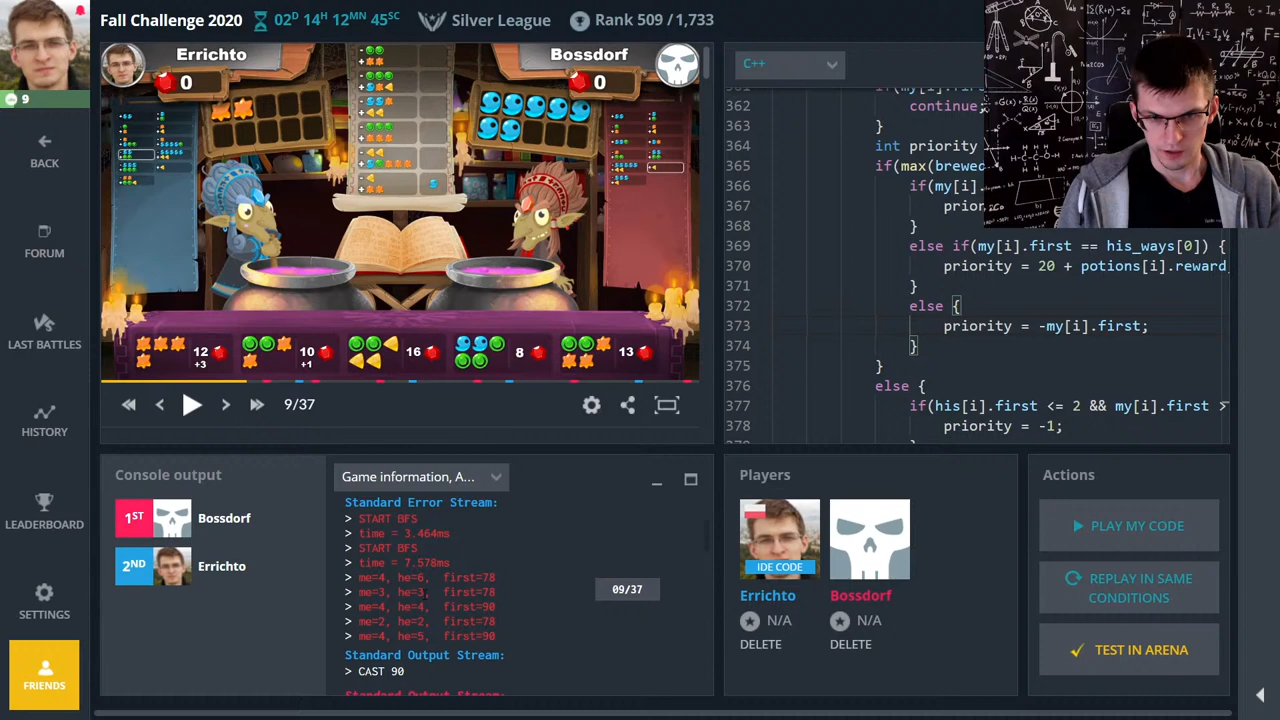 Fall Challenge 2020
02D 14H 12MN 45SC
Silver League
Rank 509 / 1,733
9
BACK
FORUM
LAST BATTLES
HISTORY
LEADERBOARD
SETTINGS
FRIENDS
Errichto
0
Bossdorf
0
12
+3
10
+1
16
8
13
9/37
C++
362 continue;
363 }
364 int priority
365 if(max(brewed
366 if(my[i].
367 prior
368 }
369 else if(my[i].first == his_ways[0]) {
370 priority = 20 + potions[i].reward
371 }
372 else {
373 priority = -my[i].first;
374 }
375 }
376 else {
377 if(his[i].first <= 2 && my[i].first >
378 priority = -1;
Console output
1ST Bossdorf
2ND Errichto
Game information, A...
Standard Error Stream:
> START BFS
> time = 3.464ms
> START BFS
> time = 7.578ms
> me=4, he=6, first=78
> me=3, he=3, first=78
> me=4, he=4, first=90
> me=2, he=2, first=78
> me=4, he=5, first=90
Standard Output Stream:
> CAST 90
09/37
Players
IDE CODE
Errichto
N/A
DELETE
Bossdorf
N/A
DELETE
Actions
PLAY MY CODE
REPLAY IN SAME
CONDITIONS
TEST IN ARENA